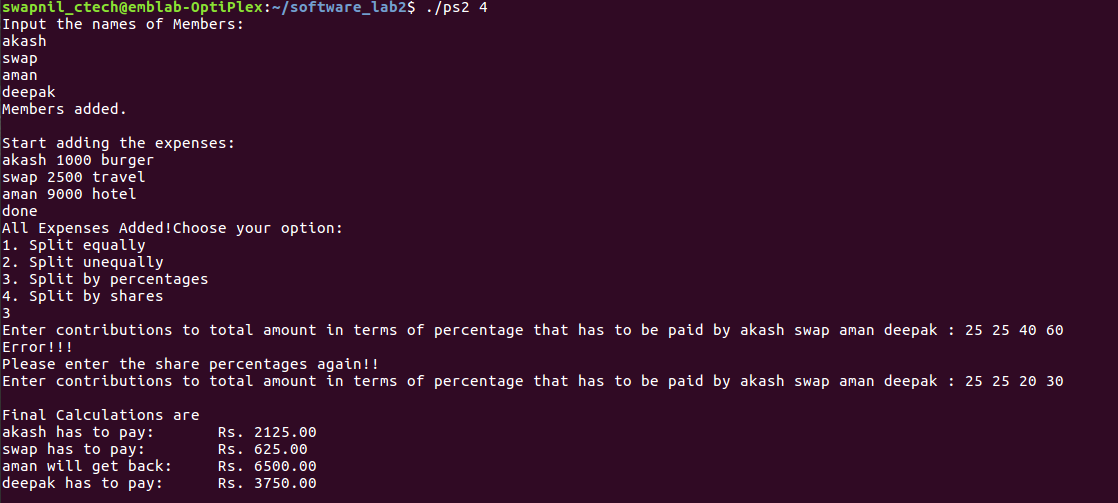 swapnil_ctech@emblab-OptiPlex:~/software_lab2$ ./ps2 4
Input the names of Members:
akash
swap
aman
deepak
Members added.
Start adding the expenses:
akash 1000 burger
swap 2500 travel
aman 9000 hotel
done
All Expenses Added!Choose your option:
1. Split equally
2. Split unequally
3. Split by percentages
4. Split by shares
3
Enter contributions to total amount in terms of percentage that has to be paid by akash swap aman deepak : 25 25 40 60
Error!!!
Please enter the share percentages again!!
Enter contributions to total amount in terms of percentage that has to be paid by akash swap aman deepak : 25 25 20 30
Final Calculations are
akash has to pay: Rs. 2125.00
swap has to pay: Rs. 625.00
aman will get back: Rs. 6500.00
deepak has to pay: Rs. 3750.00